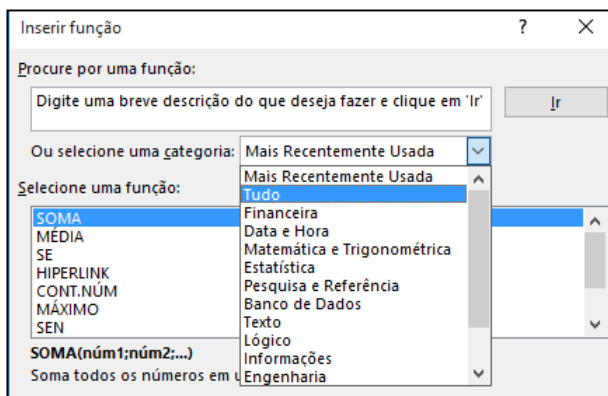 Inserir função ? ×
Procure por uma função:
Digite uma breve descrição do que deseja fazer e clique em 'Ir'
Ir
Ou selecione uma categoria: Mais Recentemente Usada
Mais Recentemente Usada
Tudo
Financeira
Data e Hora
Matemática e Trigonométrica
Estatística
Pesquisa e Referência
Banco de Dados
Texto
Lógico
Informações
Engenharia
Selecione uma função:
SOMA
MÉDIA
SE
HIPERLINK
CONT.NÚM
MÁXIMO
SEN
SOMA(núm1;núm2;...)
Soma todos os números em